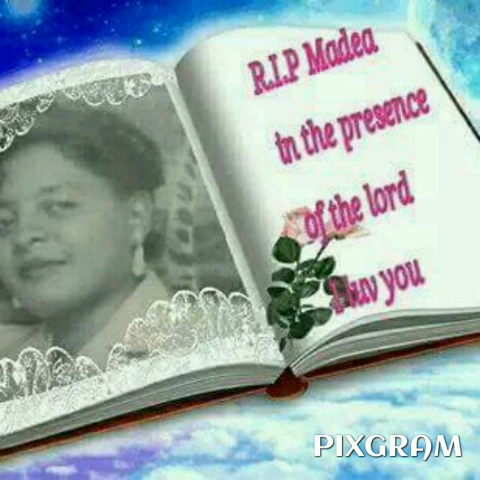 R.I.P Madea
in the presence
of the lord
I luv you
PIXGRAM